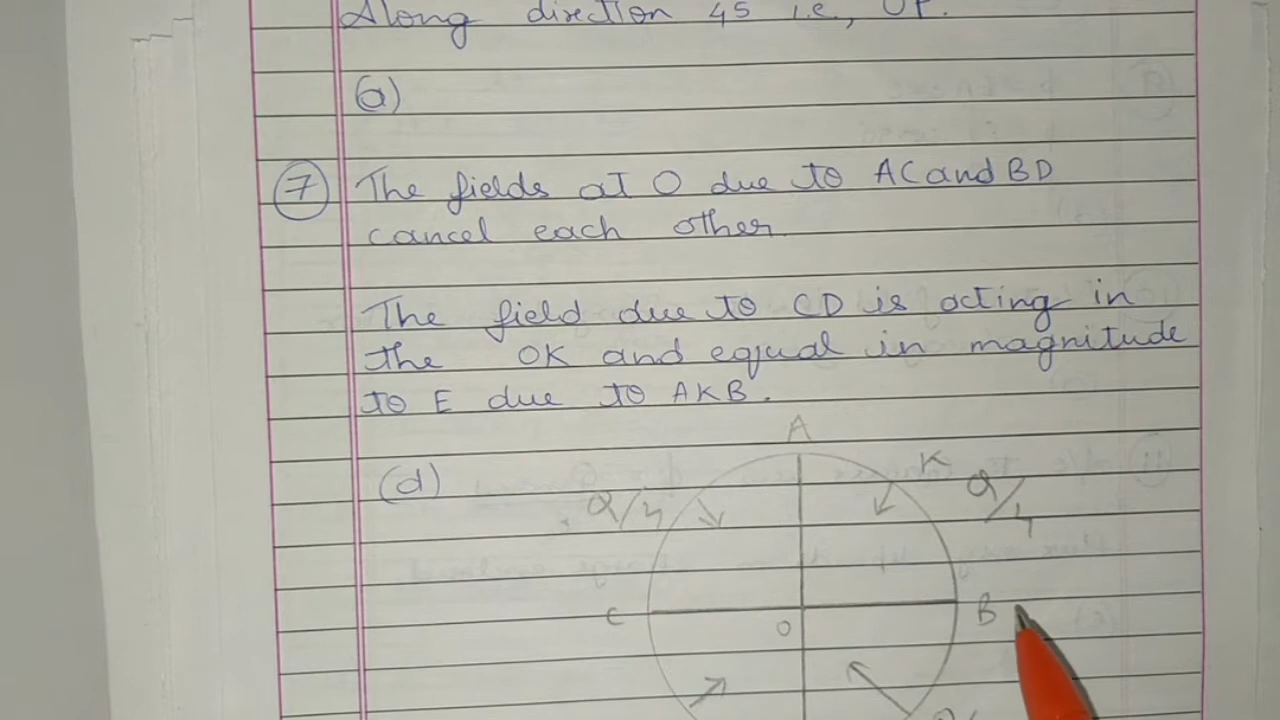 Along direction 45 i.e., OP.
(a)
7 The fields at O due to AC and BD
cancel each other
The field due to CD is acting in
the OK and equal in magnitude
to E due to AKB.
(d)
A
K
Q/4
Q/4
C
O
B